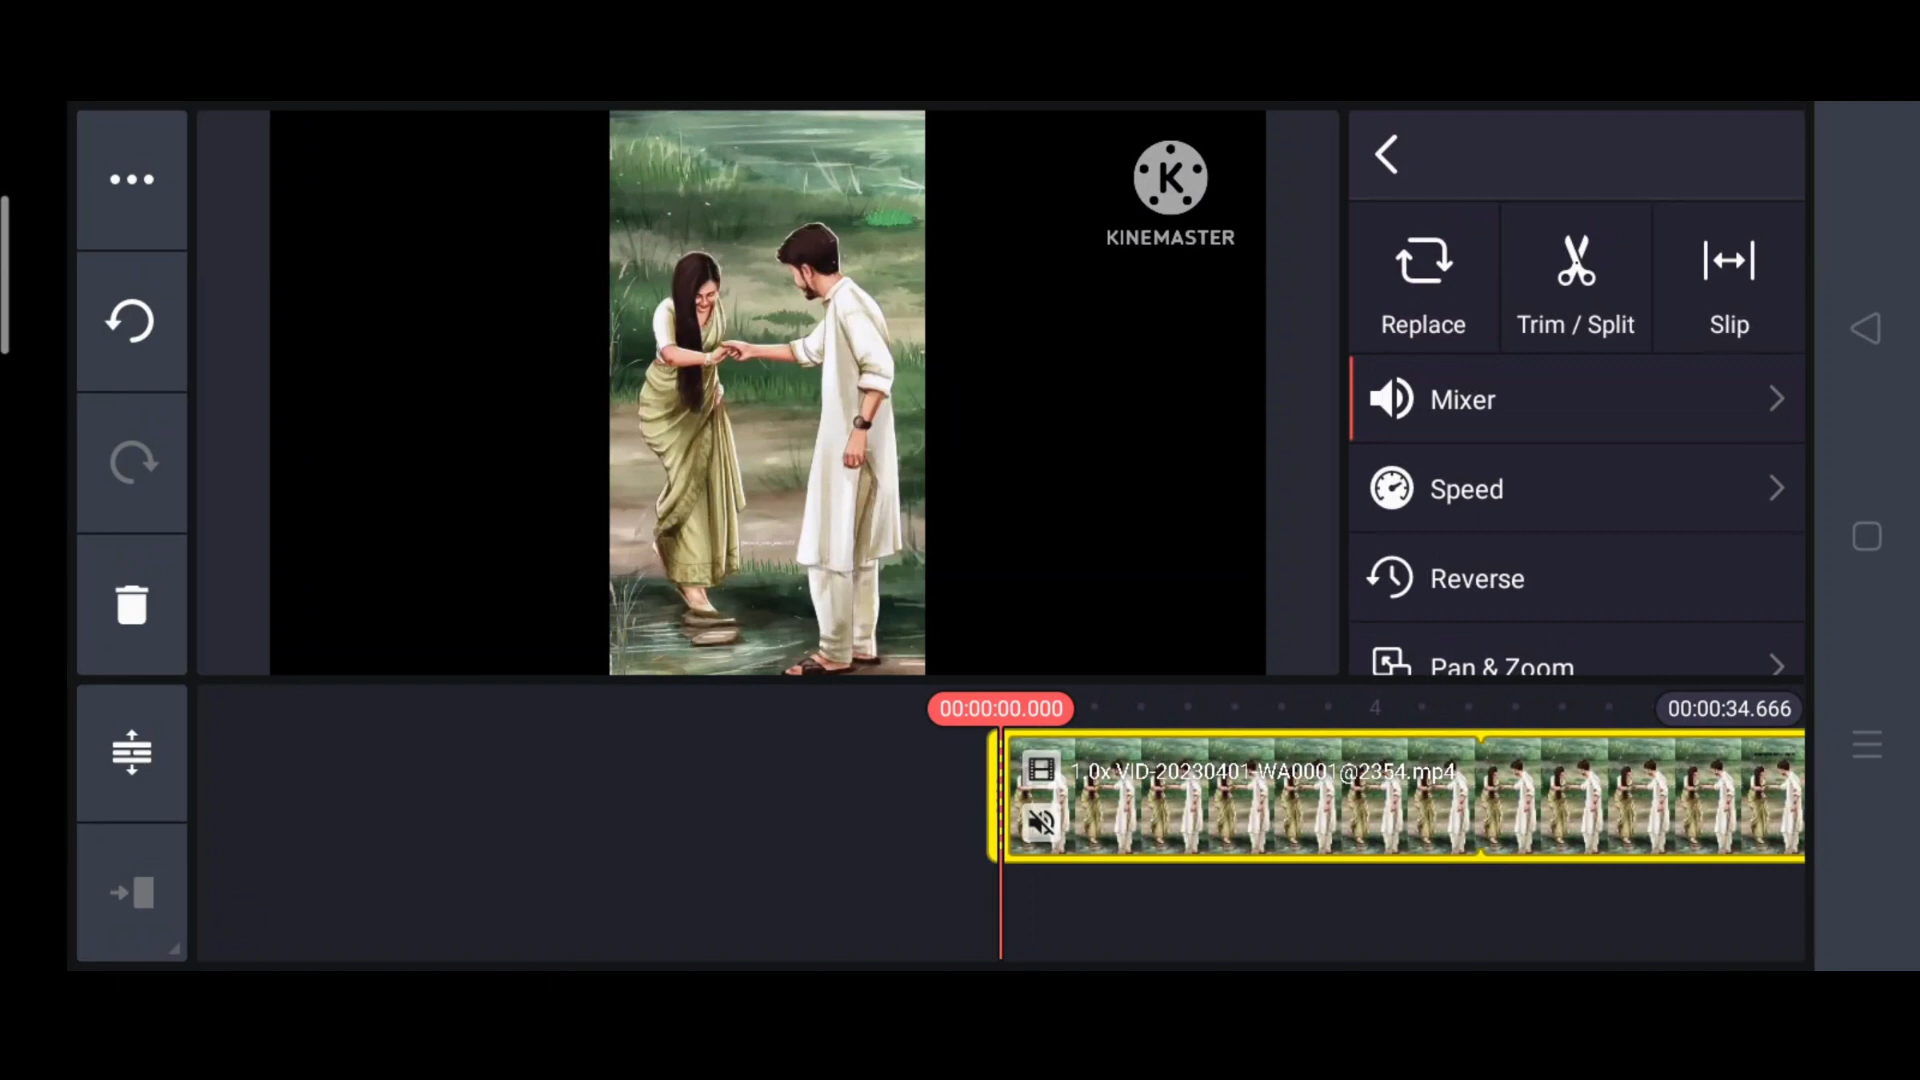 K
KINEMASTER
Replace
Trim / Split
Slip
Mixer
Speed
Reverse
Pan & Zoom
00:00:00.000
4
00:00:34.666
1.0x VID-20230401-WA0001@2354.mp4